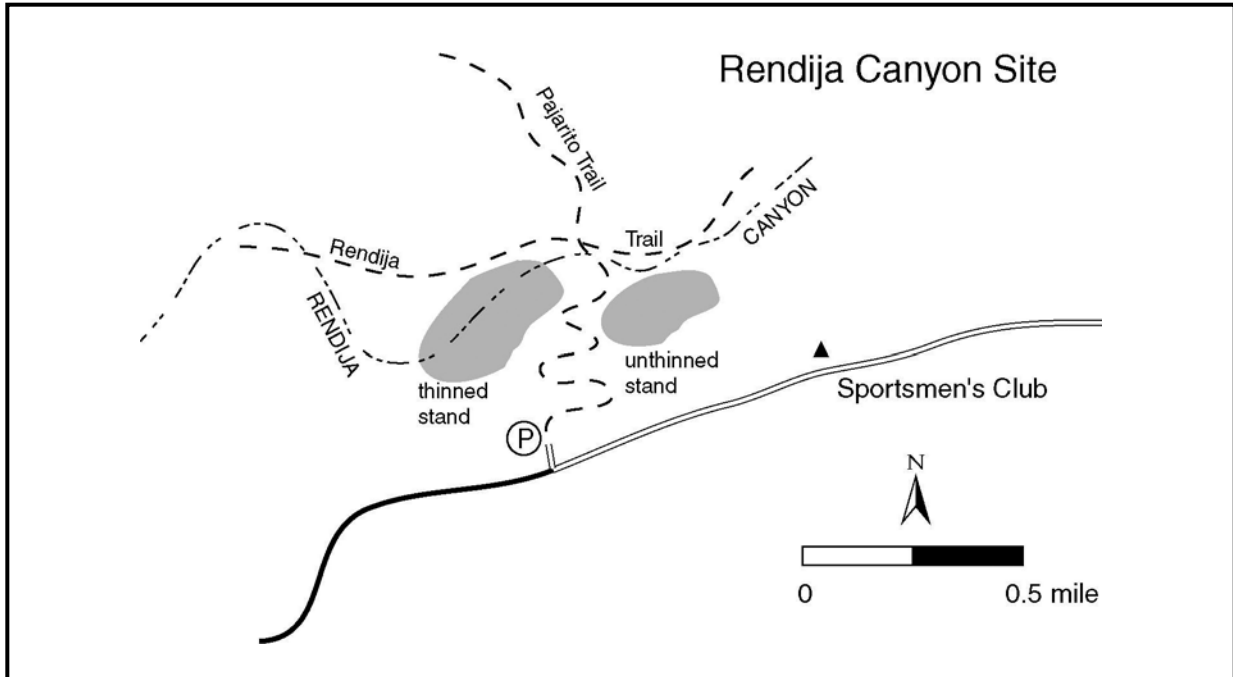 Rendija Canyon Site
Pajarito Trail
Rendija
Trail
CANYON
RENDIJA
thinned
stand
unthinned
stand
Sportsmen's Club
P
N
0
0.5 mile